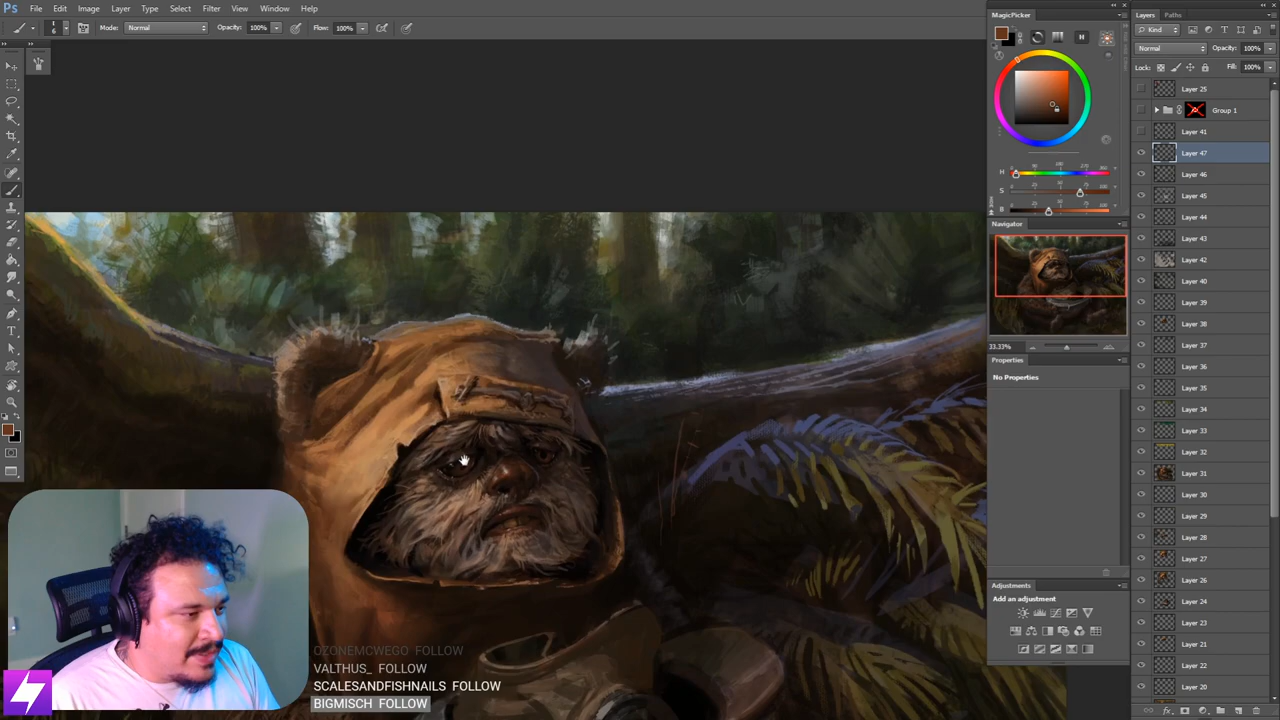 Ps File Edit Image Layer Type Select Filter View Window Help
6 Mode: Normal Opacity: 100% Flow: 100%
MagicPicker
H
H
S
B
Navigator
33.33%
Properties
No Properties
Adjustments
Add an adjustment
Layers Paths
Kind
Normal Opacity: 100%
Lock: Fill: 100%
Layer 25
Group 1
Layer 41
Layer 47
Layer 46
Layer 45
Layer 44
Layer 43
Layer 42
Layer 40
Layer 39
Layer 38
Layer 37
Layer 36
Layer 35
Layer 34
Layer 33
Layer 32
Layer 31
Layer 30
Layer 29
Layer 28
Layer 27
Layer 26
Layer 24
Layer 23
Layer 21
Layer 22
Layer 20
fx
OZONEMCWEGO FOLLOW
VALTHUS_ FOLLOW
SCALESANDFISHNAILS FOLLOW
BIGMISCH FOLLOW